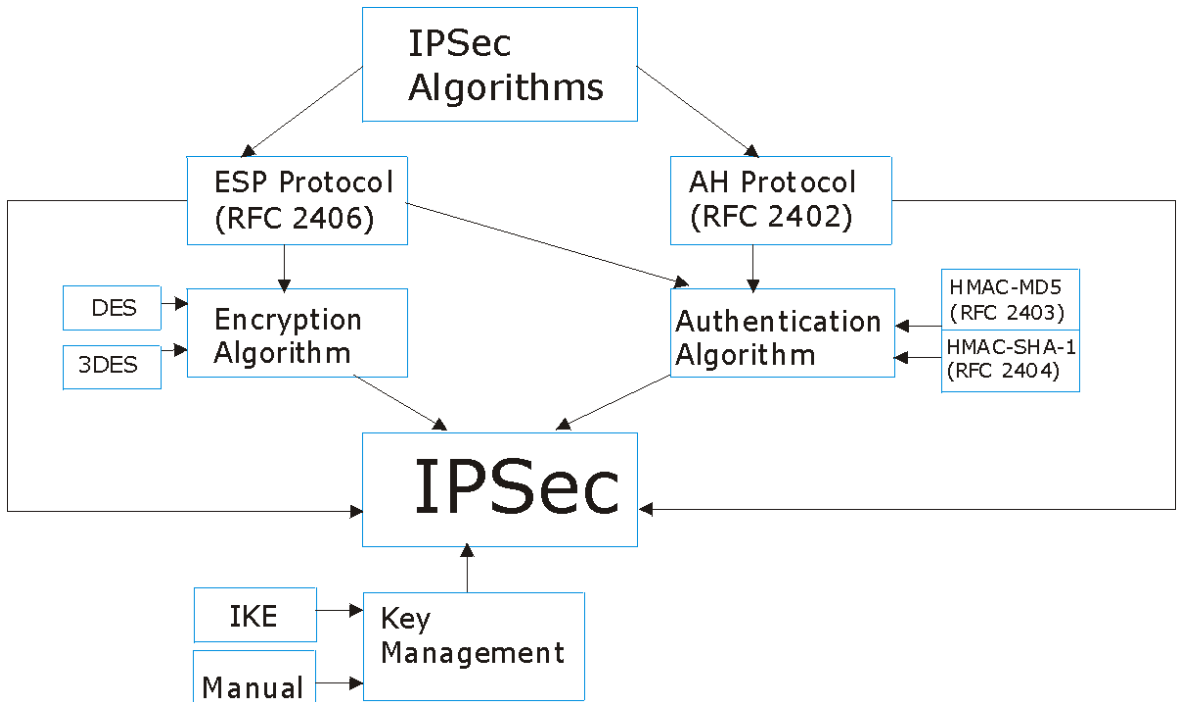 IPSec
Algorithms
ESP Protocol
(RFC 2406)
AH Protocol
(RFC 2402)
DES
3DES
Encryption
Algorithm
Authentication
Algorithm
HMAC-MD5
(RFC 2403)
HMAC-SHA-1
(RFC 2404)
IPSec
IKE
Manual
Key
Management